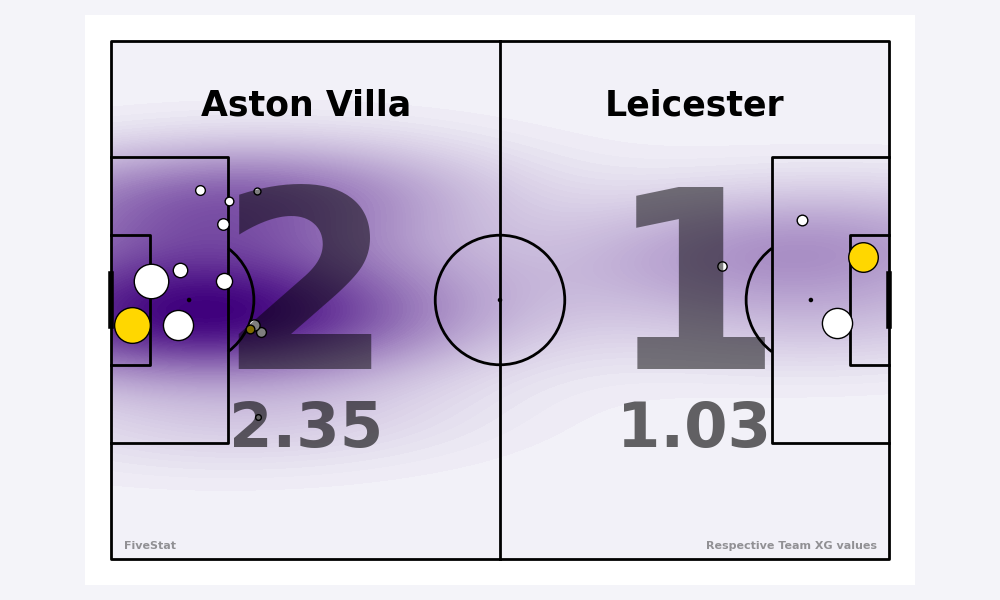 Aston Villa
Leicester
2
1
2.35
1.03
FiveStat
Respective Team XG values